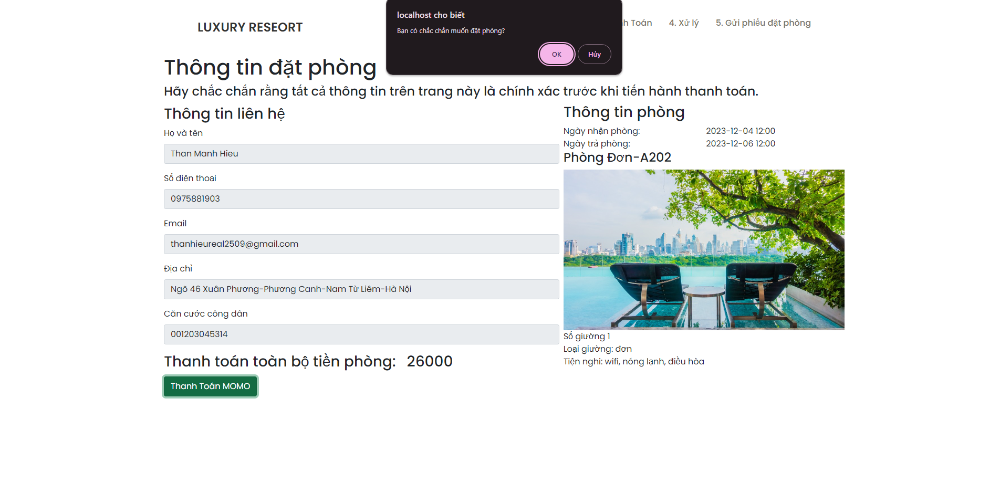 LUXURY RESEORT
localhost cho biết
Bạn có chắc chắn muốn đặt phòng?
OK
Hủy
h Toán
4. Xử lý
5. Gửi phiếu đặt phòng
Thông tin đặt phòng
Hãy chắc chắn rằng tất cả thông tin trên trang này là chính xác trước khi tiến hành thanh toán.
Thông tin liên hệ
Họ và tên
Than Manh Hieu
Số điện thoại
0975881903
Email
thanhieureal2509@gmail.com
Địa chỉ
Ngõ 46 Xuân Phương-Phương Canh-Nam Từ Liêm-Hà Nội
Căn cước công dân
001203045314
Thanh toán toàn bộ tiền phòng: 26000
Thanh Toán MOMO
Thông tin phòng
Ngày nhận phòng: 2023-12-04 12:00
Ngày trả phòng: 2023-12-06 12:00
Phòng Đơn-A202
Số giường 1
Loại giường: đơn
Tiện nghi: wifi, nóng lạnh, điều hòa